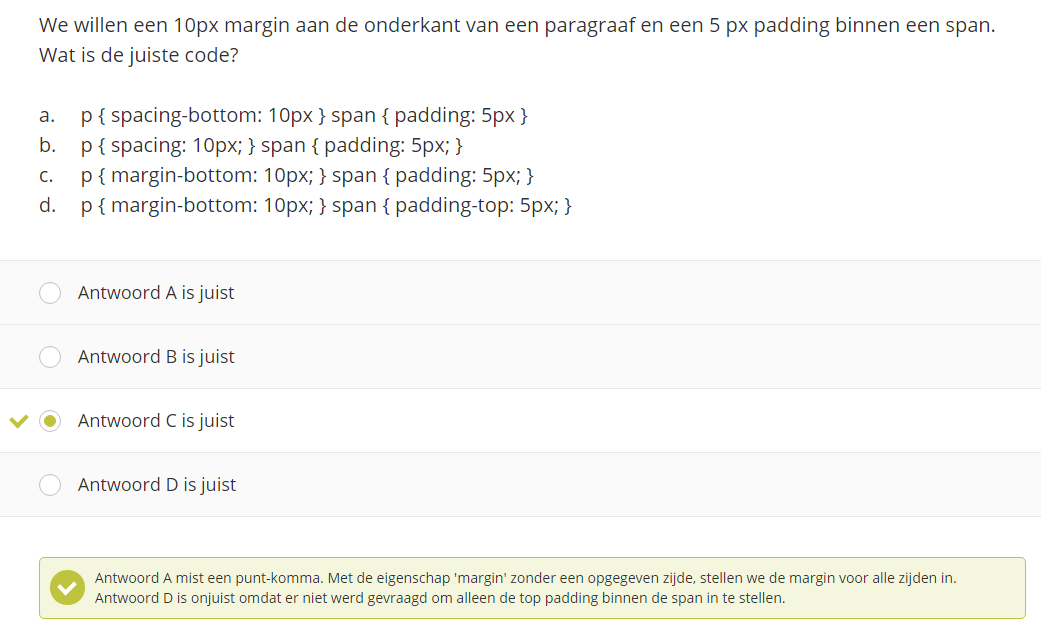 We willen een 10px margin aan de onderkant van een paragraaf en een 5 px padding binnen een span.
Wat is de juiste code?
a. p { spacing-bottom: 10px } span { padding: 5px }
b. p { spacing: 10px; } span { padding: 5px; }
c. p { margin-bottom: 10px; } span { padding: 5px; }
d. p { margin-bottom: 10px; } span { padding-top: 5px; }
Antwoord A is juist
Antwoord B is juist
Antwoord C is juist
Antwoord D is juist
Antwoord A mist een punt-komma. Met de eigenschap 'margin' zonder een opgegeven zijde, stellen we de margin voor alle zijden in.
Antwoord D is onjuist omdat er niet werd gevraagd om alleen de top padding binnen de span in te stellen.